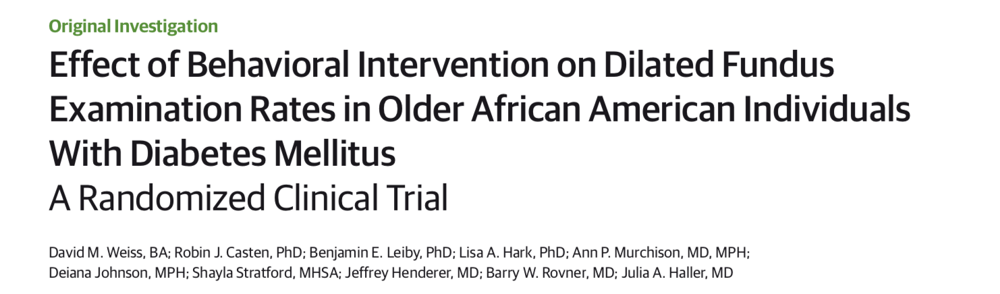 Original Investigation
Effect of Behavioral Intervention on Dilated Fundus
Examination Rates in Older African American Individuals
With Diabetes Mellitus
A Randomized Clinical Trial
David M. Weiss, BA; Robin J. Casten, PhD; Benjamin E. Leiby, PhD; Lisa A. Hark, PhD; Ann P. Murchison, MD, MPH;
Deiana Johnson, MPH; Shayla Stratford, MHSA; Jeffrey Henderer, MD; Barry W. Rovner, MD; Julia A. Haller, MD